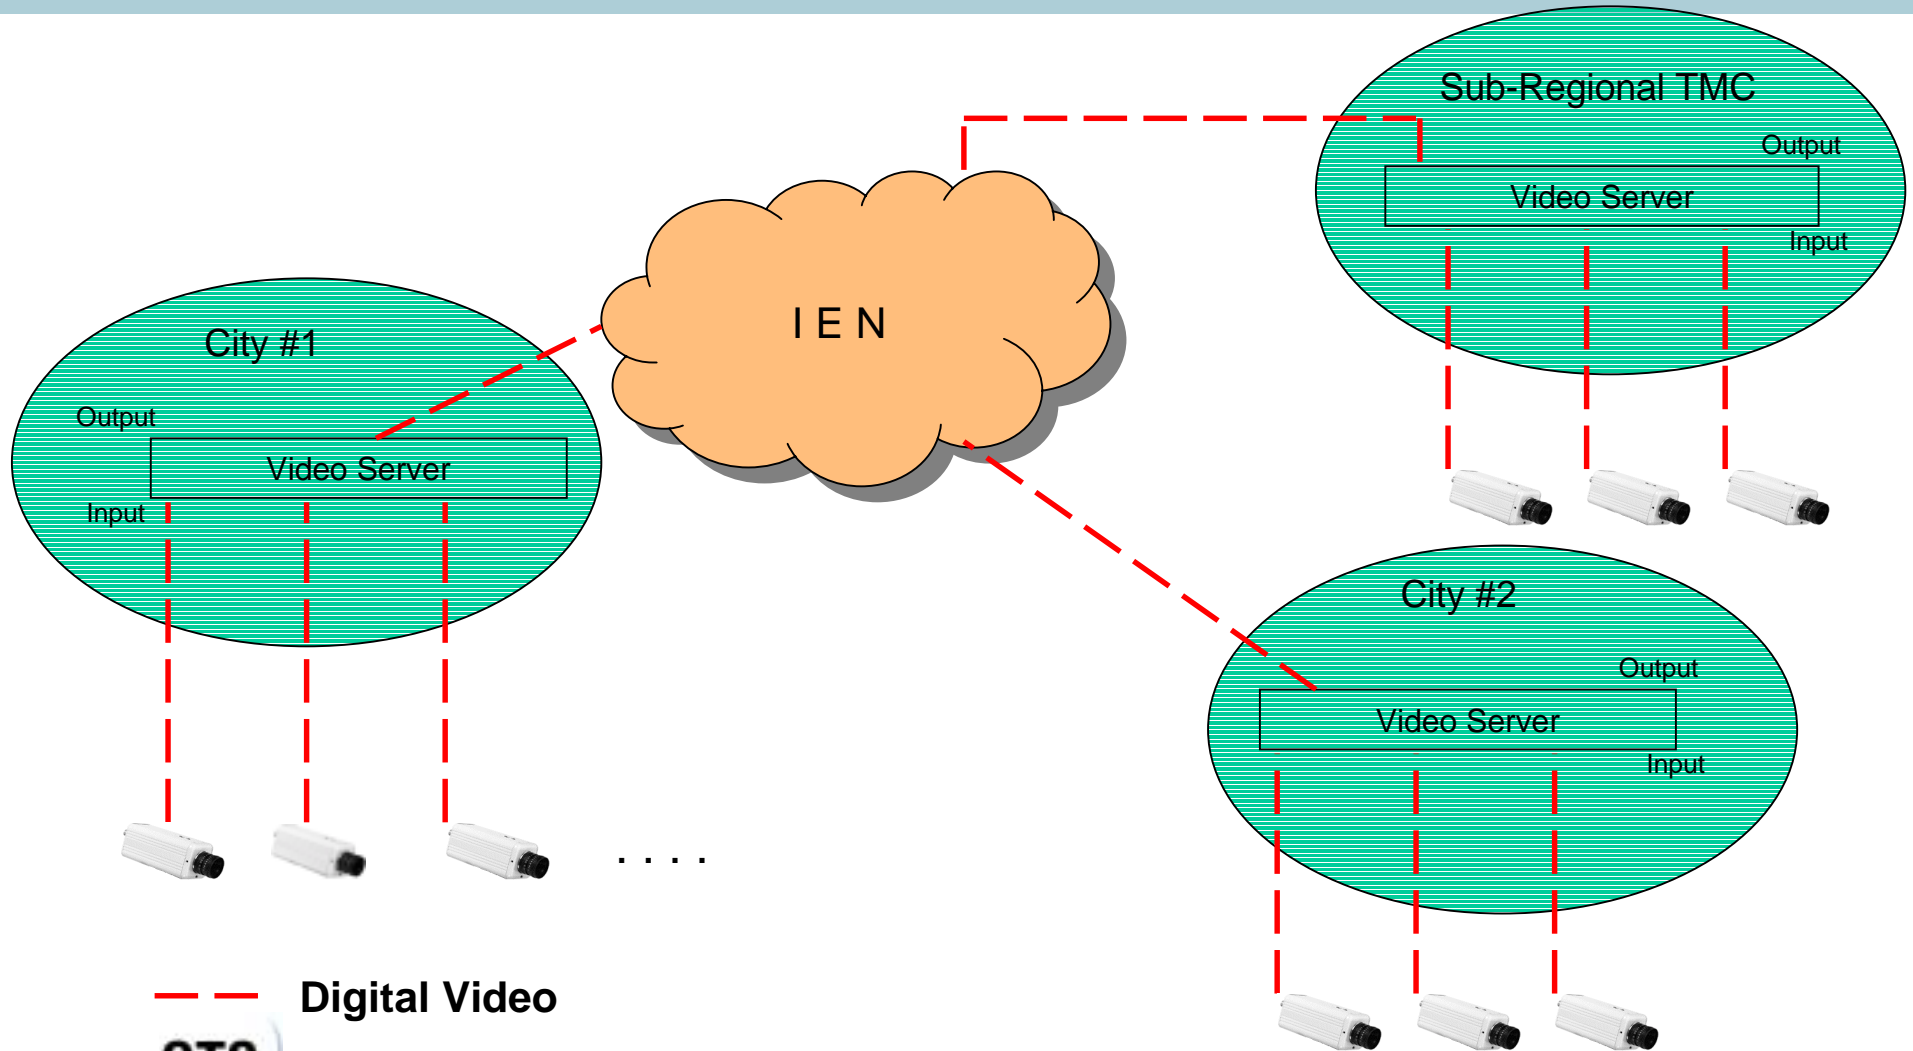 Sub-Regional TMC
Output
Video Server
Input
I E N
City #1
Output
Video Server
Input
City #2
Output
Video Server
Input
. . . .
Digital Video